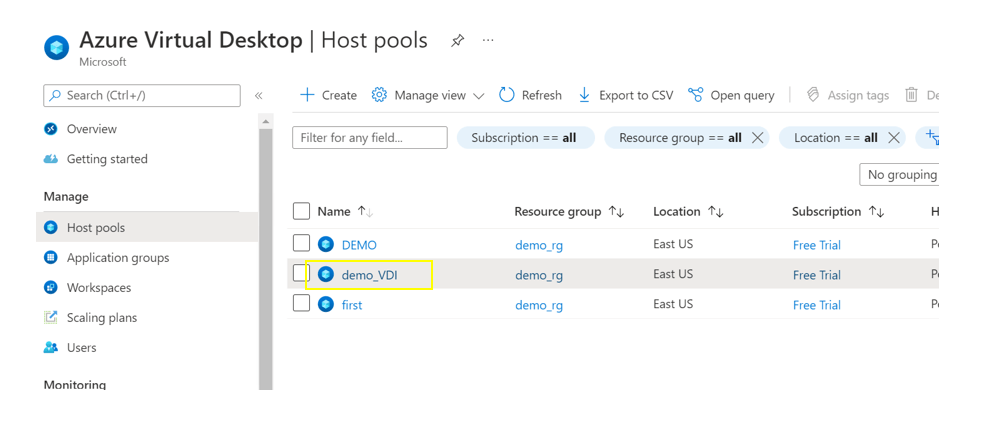 Azure Virtual Desktop | Host pools ...
Microsoft
Search (Ctrl+/) «
Overview
Getting started
Manage
Host pools
Application groups
Workspaces
Scaling plans
Users
Monitoring
Create Manage view Refresh Export to CSV Open query Assign tags De
Filter for any field... Subscription == all Resource group == all Location == all
No grouping
Name Resource group Location Subscription H
DEMO demo_rg East US Free Trial
demo_VDI demo_rg East US Free Trial
first demo_rg East US Free Trial